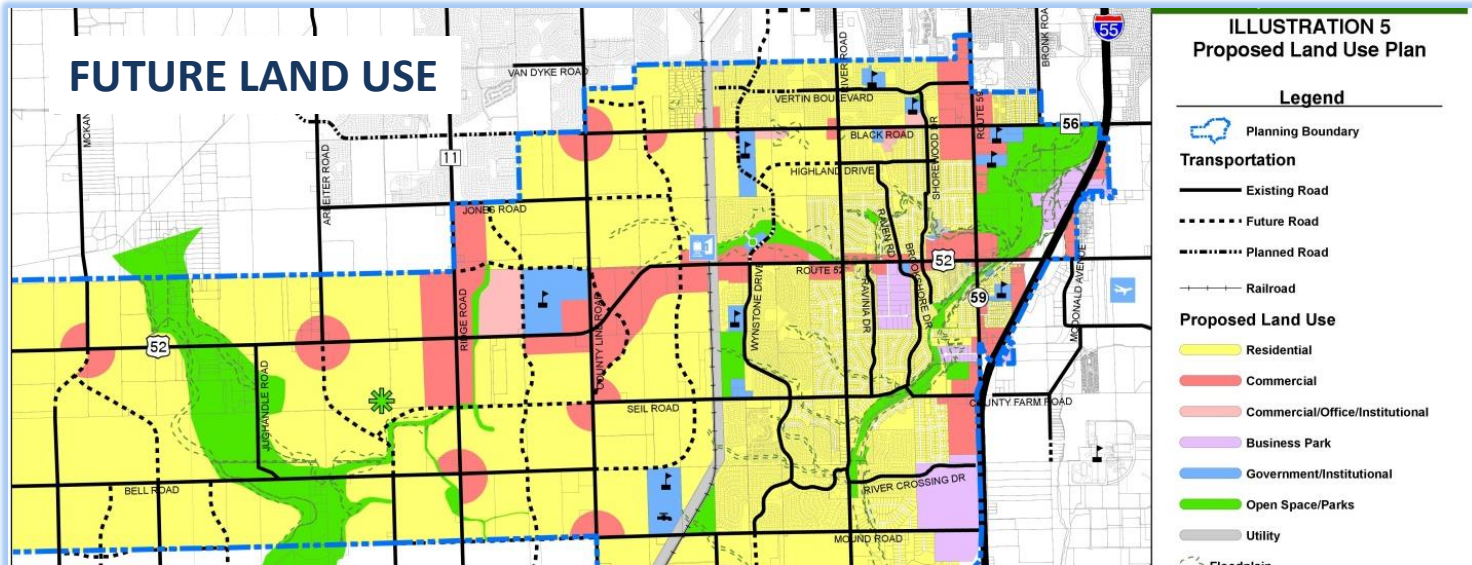 FUTURE LAND USE
VAN DYKE ROAD
RIVER ROAD
55
VERTIN BOULEVARD
ROUTE 59
56
BLACK ROAD
11
ARBEITER ROAD
HIGHLAND DRIVE
SHOREWOOD DR
JONES ROAD
RAVEN RD
BROOKSHORE DR
52
ROUTE 52
RIDGE ROAD
COUNTY LINE ROAD
WYNSTONE DRIVE
RAVINIA DR
59
MCDONALD AVENUE
52
JUGHANDLE ROAD
SEIL ROAD
COUNTY FARM ROAD
BELL ROAD
RIVER CROSSING DR
MOUND ROAD
ILLUSTRATION 5
Proposed Land Use Plan
Legend
Planning Boundary
Transportation
Existing Road
Future Road
Planned Road
Railroad
Proposed Land Use
Residential
Commercial
Commercial/Office/Institutional
Business Park
Government/Institutional
Open Space/Parks
Utility